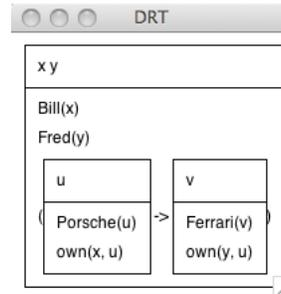 DRT
x y
Bill(x)
Fred(y)
u v
( Porsche(u) -> Ferrari(v) )
own(x, u) own(y, u)